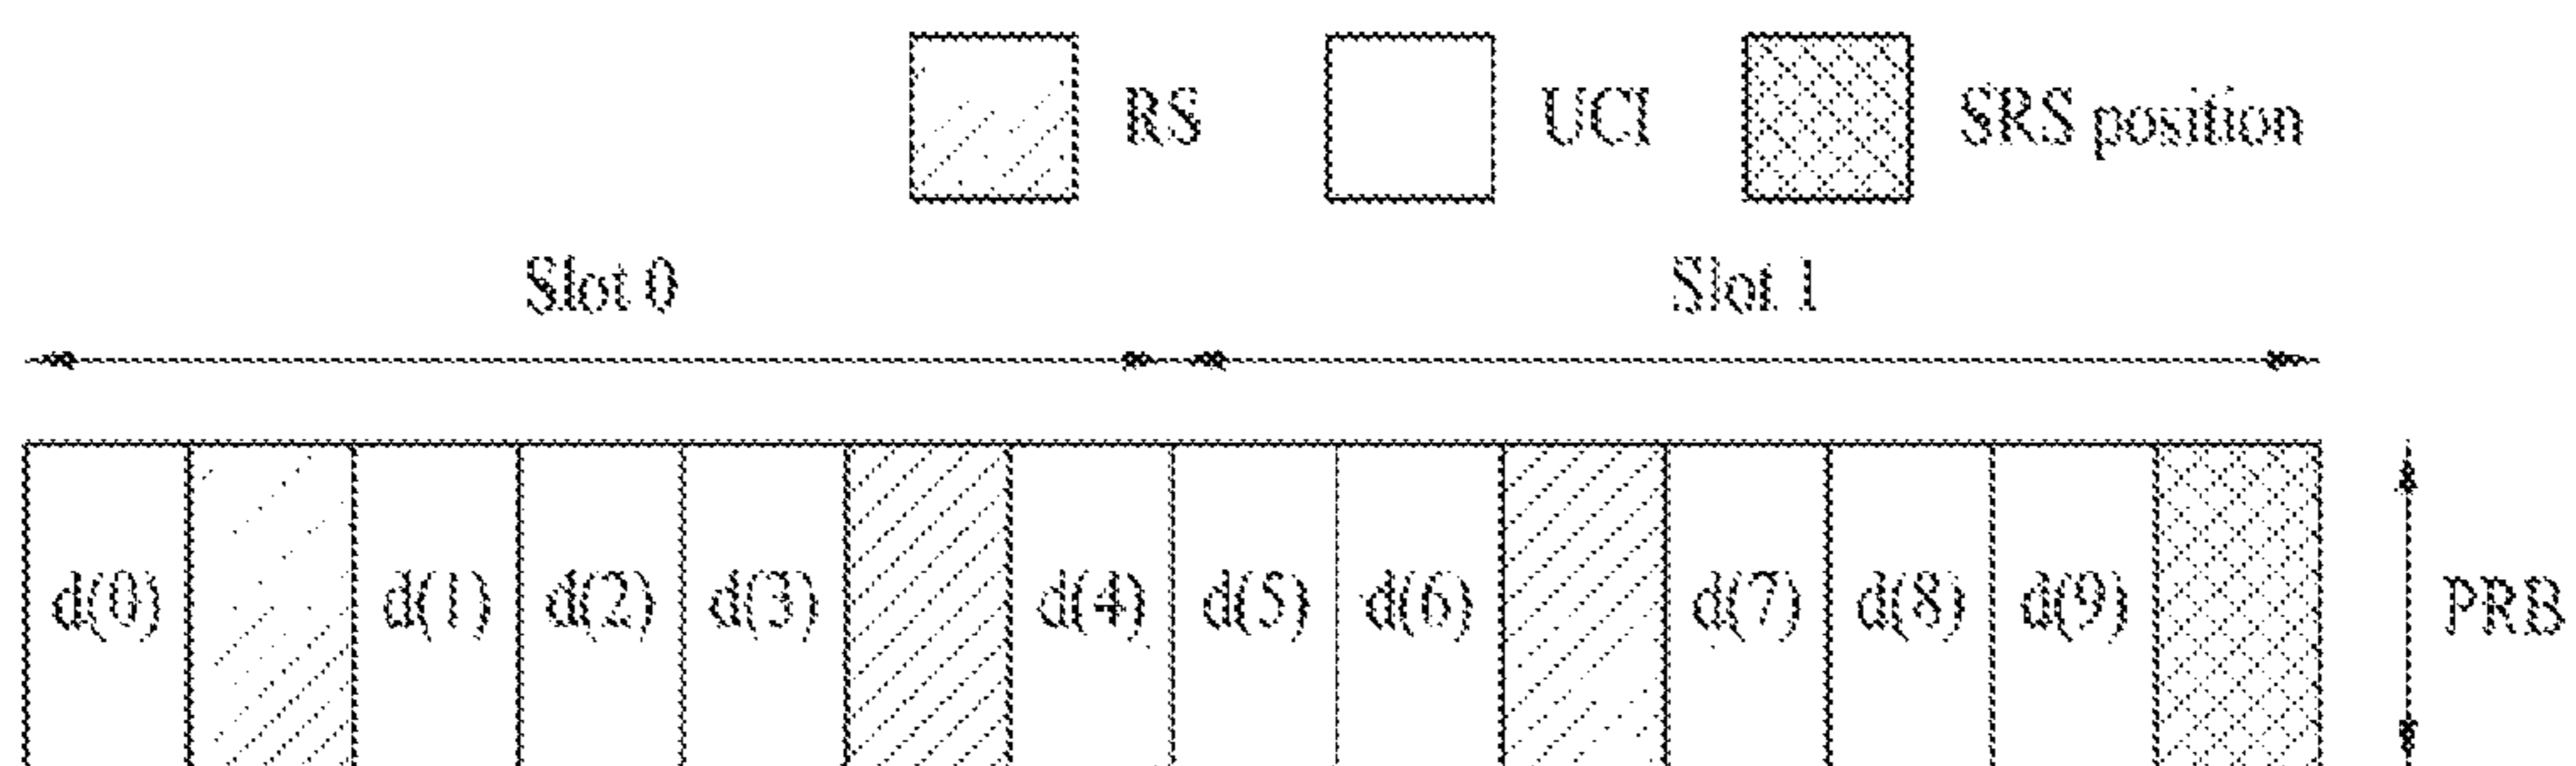 RS UCI SRS position
Slot 0 Slot 1
d(0) d(1) d(2) d(3) d(4) d(5) d(6) d(7) d(8) d(9) PRB